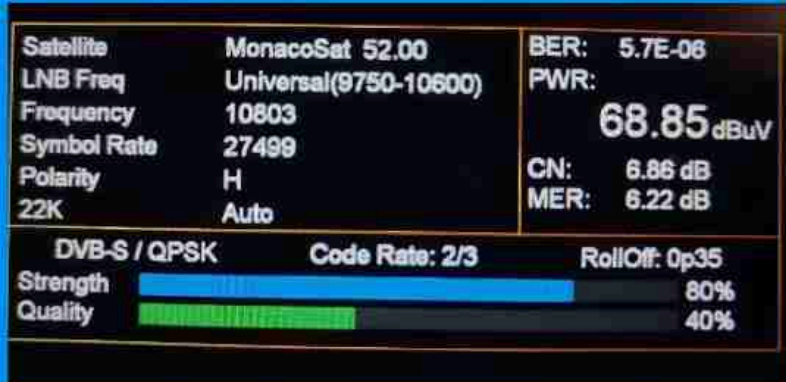 Satellite MonacoSat 52.00
LNB Freq Universal(9750-10600)
Frequency 10803
Symbol Rate 27499
Polarity H
22K Auto
BER: 5.7E-06
PWR:
68.85 dBuV
CN: 6.86 dB
MER: 6.22 dB
DVB-S / QPSK Code Rate: 2/3 RollOff: 0p35
Strength 80%
Quality 40%